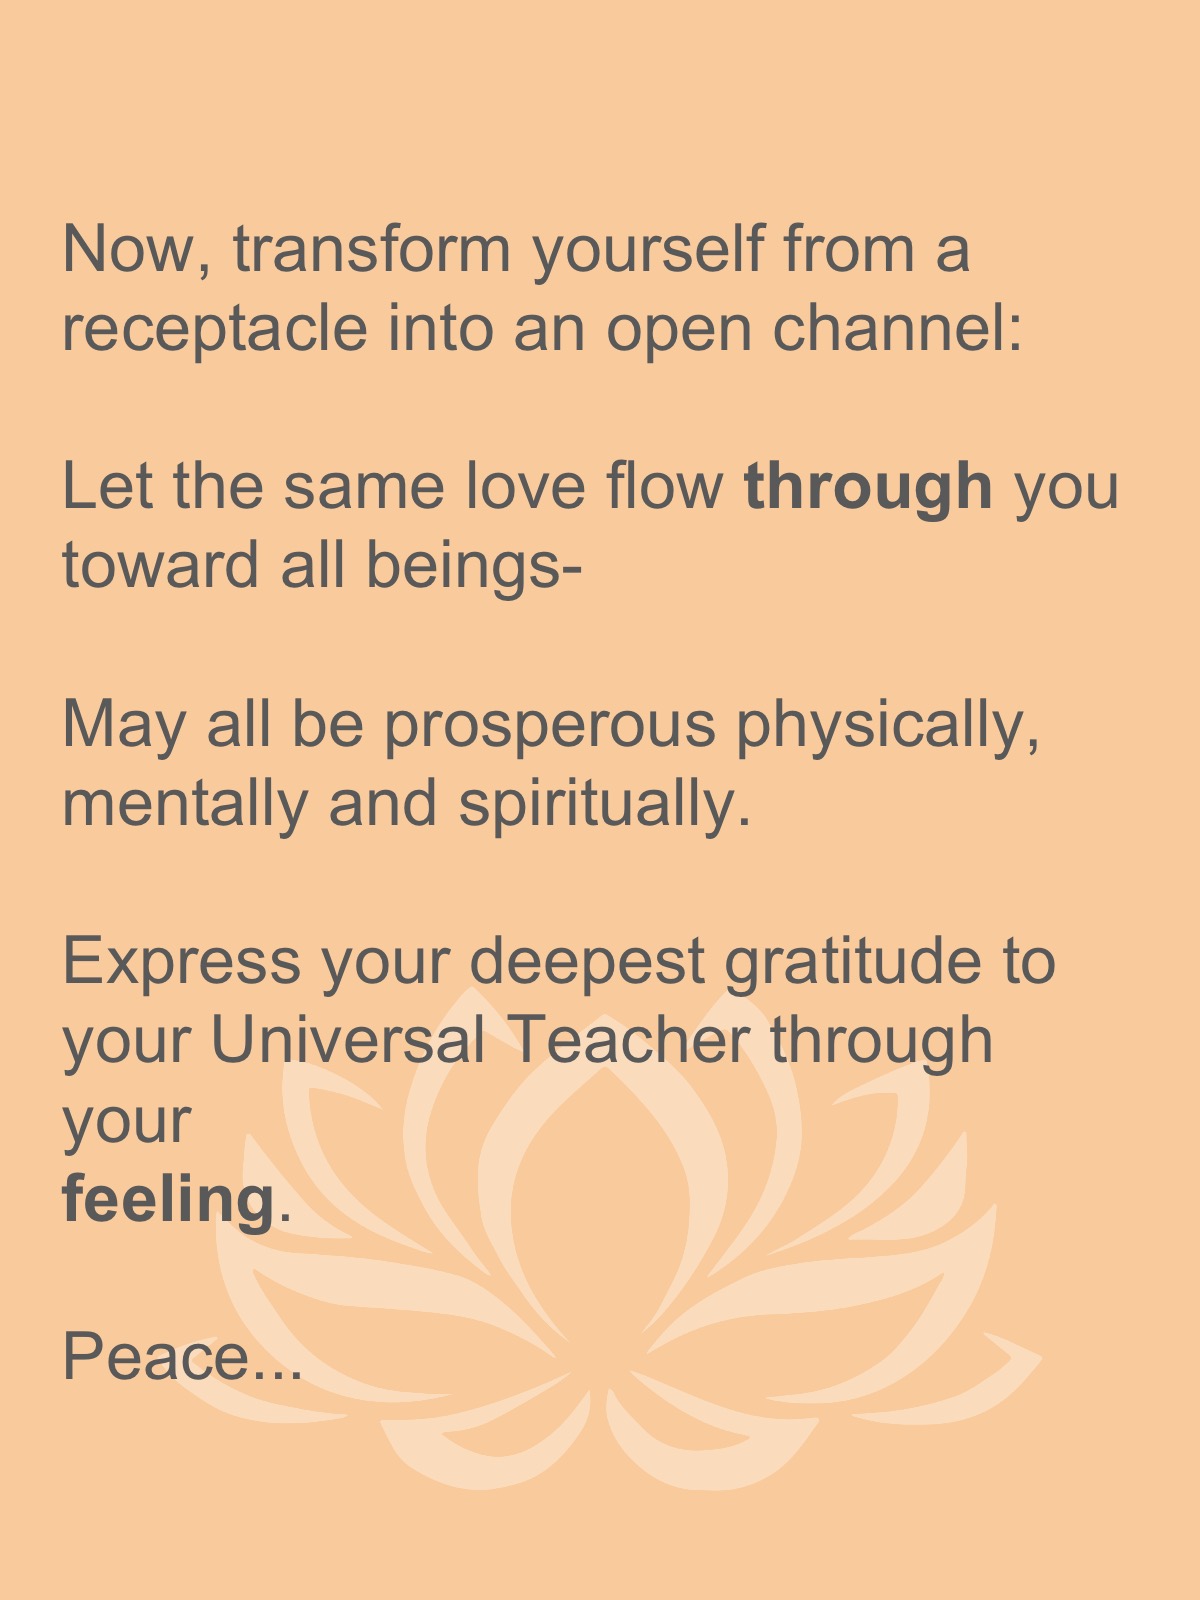 Now, transform yourself from a
receptacle into an open channel:
Let the same love flow through you
toward all beings-
May all be prosperous physically,
mentally and spiritually.
Express your deepest gratitude to
your Universal Teacher through
your
feeling.
Peace...